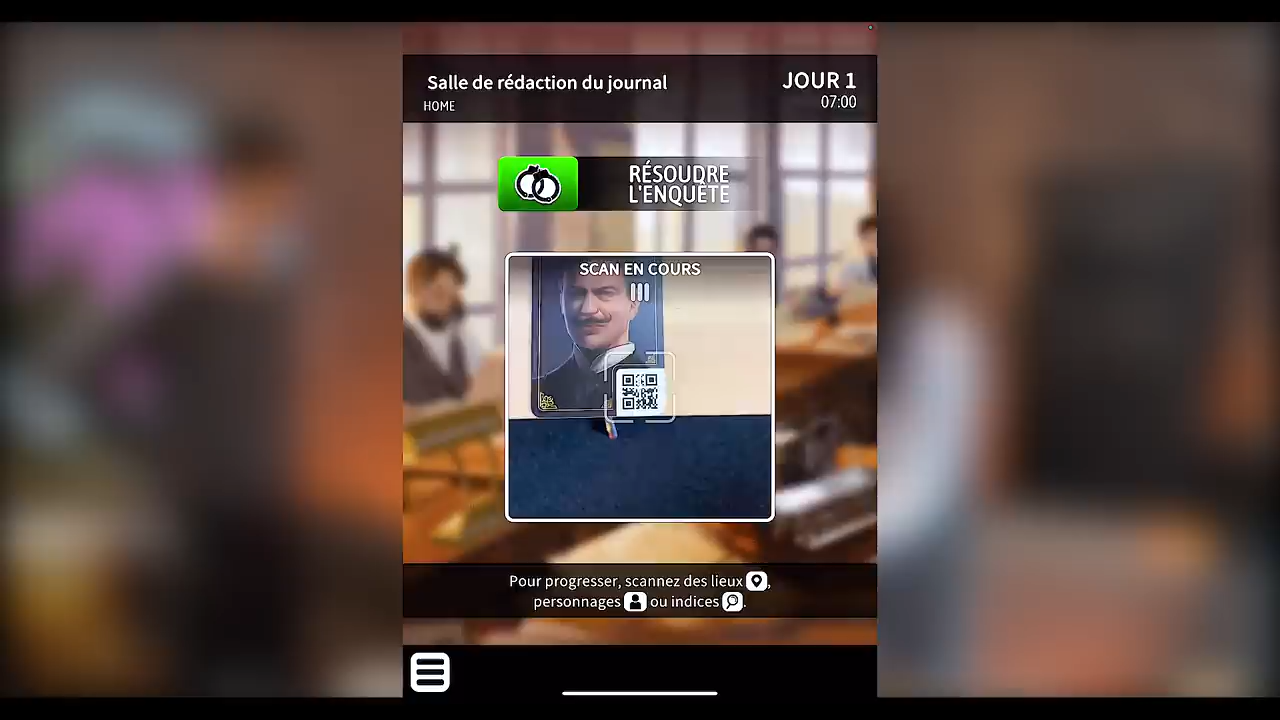 Salle de rédaction du journal
HOME
JOUR 1
07:00
RÉSOUDRE
L'ENQUÊTE
SCAN EN COURS
Pour progresser, scannez des lieux ,
personnages ou indices .